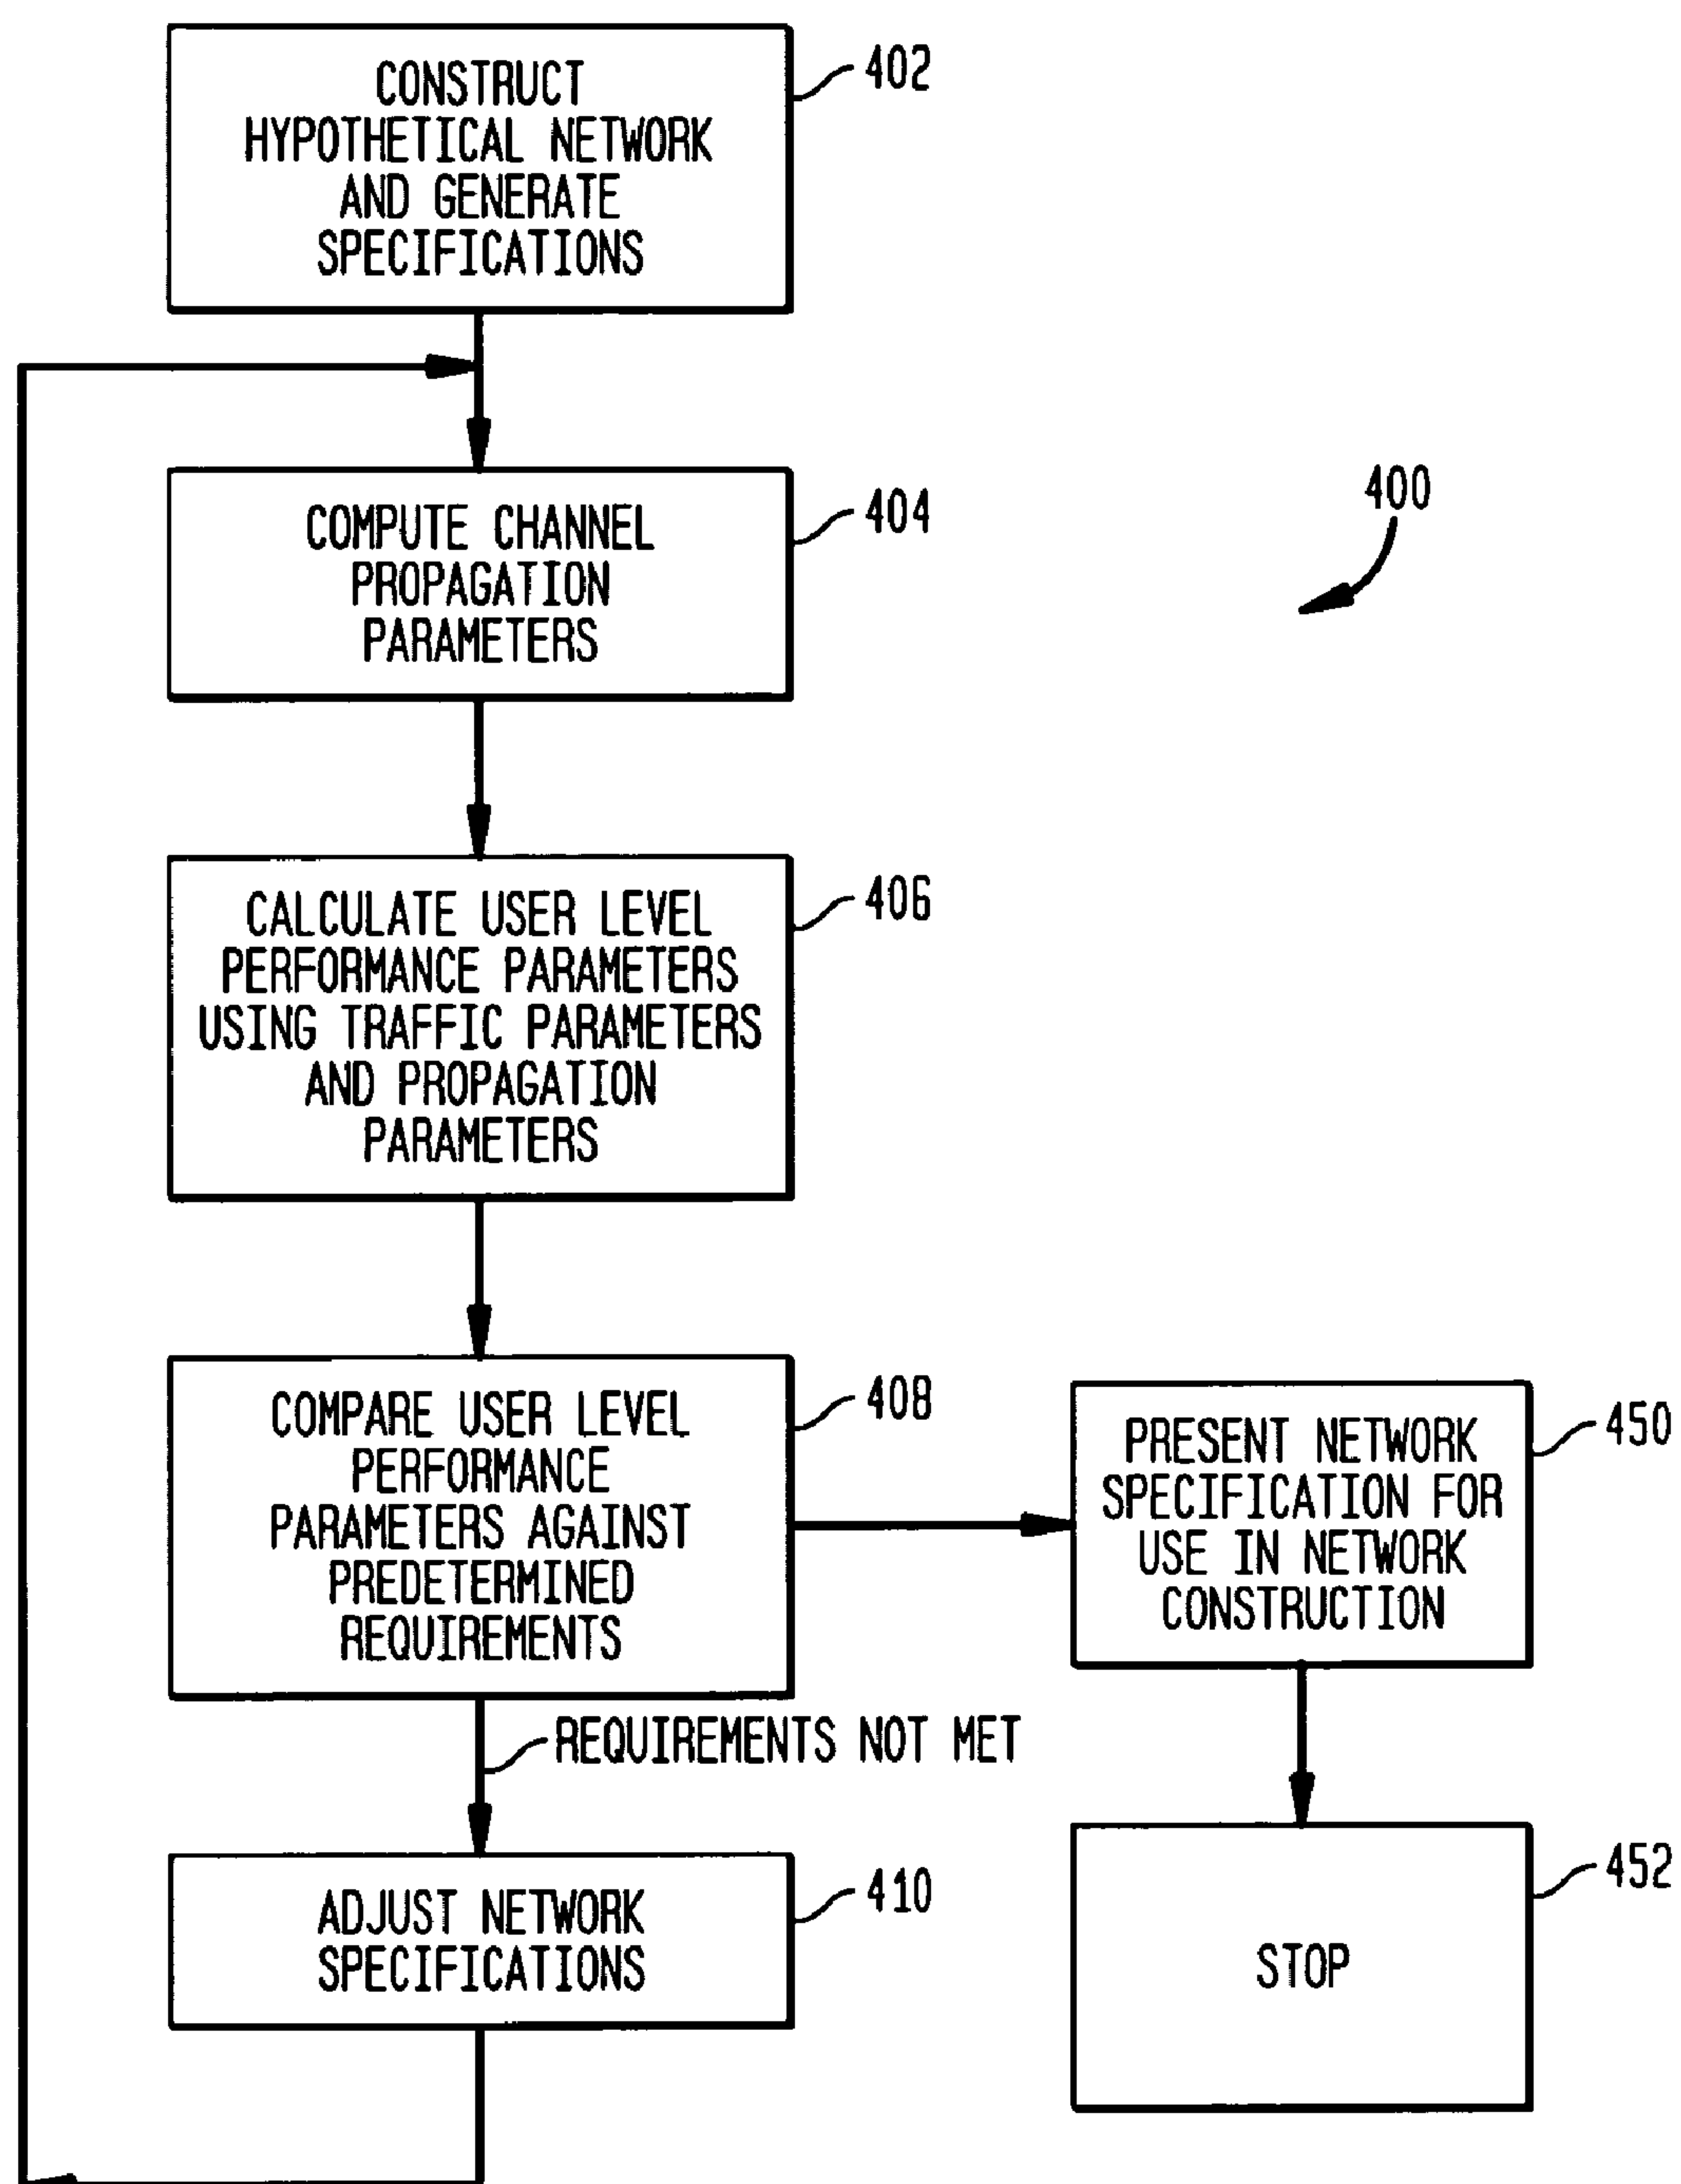 CONSTRUCT
HYPOTHETICAL NETWORK
AND GENERATE
SPECIFICATIONS
402
COMPUTE CHANNEL
PROPAGATION
PARAMETERS
404
400
CALCULATE USER LEVEL
PERFORMANCE PARAMETERS
USING TRAFFIC PARAMETERS
AND PROPAGATION
PARAMETERS
406
COMPARE USER LEVEL
PERFORMANCE
PARAMETERS AGAINST
PREDETERMINED
REQUIREMENTS
408
PRESENT NETWORK
SPECIFICATION FOR
USE IN NETWORK
CONSTRUCTION
450
REQUIREMENTS NOT MET
ADJUST NETWORK
SPECIFICATIONS
410
STOP
452